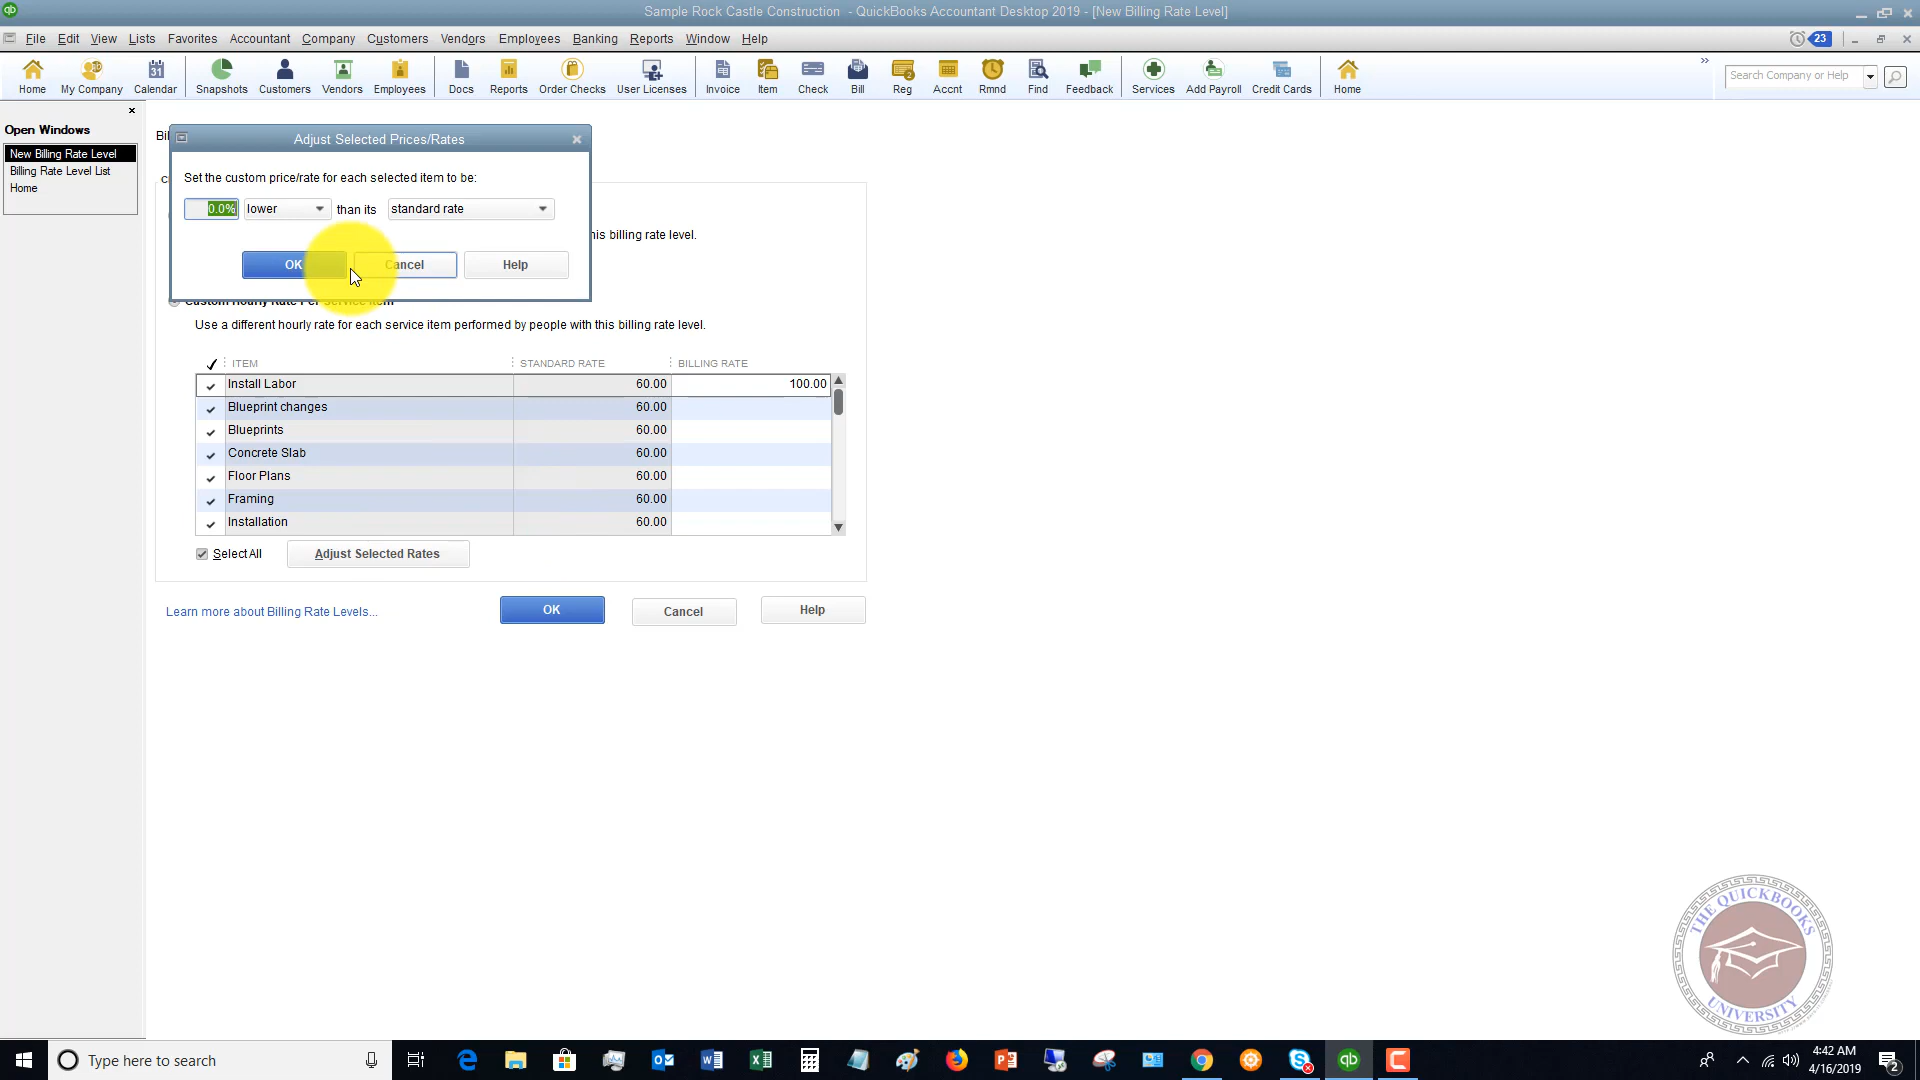 Sample Rock Castle Construction - QuickBooks Accountant Desktop 2019 - [New Billing Rate Level]
File Edit View Lists Favorites Accountant Company Customers Vendors Employees Banking Reports Window Help
23
Home My Company Calendar Snapshots Customers Vendors Employees Docs Reports Order Checks User Licenses Invoice Item Check Bill Reg Accnt Rmnd Find Feedback Services Add Payroll Credit Cards Home
Search Company or Help
Open Windows
New Billing Rate Level
Billing Rate Level List
Home
Adjust Selected Prices/Rates
Set the custom price/rate for each selected item to be:
0.0% lower than its standard rate
his billing rate level.
OK Cancel Help
Use a different hourly rate for each service item performed by people with this billing rate level.
ITEM STANDARD RATE BILLING RATE
Install Labor 60.00 100.00
Blueprint changes 60.00
Blueprints 60.00
Concrete Slab 60.00
Floor Plans 60.00
Framing 60.00
Installation 60.00
Select All Adjust Selected Rates
Learn more about Billing Rate Levels... OK Cancel Help
THE QUICKBOOKS
UNIVERSITY
Type here to search
4:42 AM
4/16/2019
2